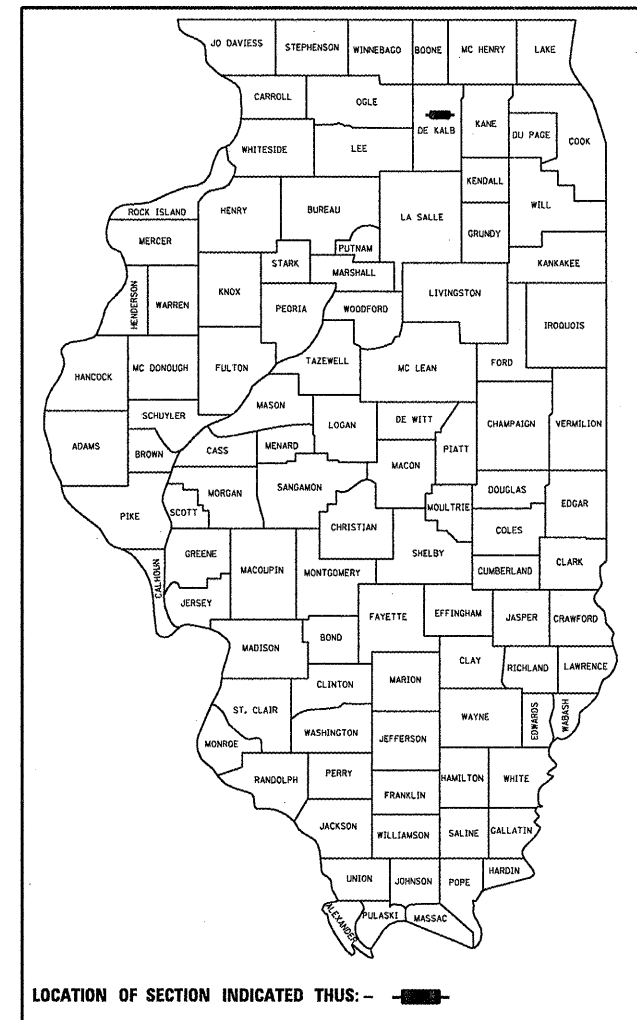 JO DAVIESS
STEPHENSON
WINNEBAGO
BOONE
MC HENRY
LAKE
CARROLL
OGLE
DE KALB
KANE
DU PAGE
COOK
WHITESIDE
LEE
KENDALL
WILL
ROCK ISLAND
HENRY
BUREAU
LA SALLE
GRUNDY
MERCER
PUTNAM
KANKAKEE
STARK
MARSHALL
HENDERSON
WARREN
KNOX
PEORIA
WOODFORD
LIVINGSTON
IROQUOIS
HANCOCK
MC DONOUGH
FULTON
TAZEWELL
MC LEAN
FORD
SCHUYLER
MASON
LOGAN
DE WITT
CHAMPAIGN
VERMILION
ADAMS
BROWN
CASS
MENARD
PIATT
MACON
SANGAMON
MORGAN
DOUGLAS
EDGAR
PIKE
SCOTT
CHRISTIAN
MOULTRIE
COLES
GREENE
MACOUPIN
MONTGOMERY
SHELBY
CUMBERLAND
CLARK
CALHOUN
JERSEY
FAYETTE
EFFINGHAM
JASPER
CRAWFORD
MADISON
BOND
CLAY
RICHLAND
LAWRENCE
CLINTON
MARION
ST. CLAIR
WAYNE
EDWARDS
WABASH
WASHINGTON
JEFFERSON
MONROE
RANDOLPH
PERRY
HAMILTON
WHITE
FRANKLIN
JACKSON
WILLIAMSON
SALINE
GALLATIN
UNION
JOHNSON
POPE
HARDIN
ALEXANDER
PULASKI
MASSAC
LOCATION OF SECTION INDICATED THUS: –